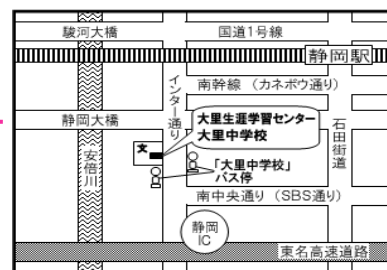 駿河大橋
国道1号線
静岡駅
インター通り
南幹線（カネボウ通り）
静岡大橋
大里生涯学習センター
大里中学校
石田街道
文
安倍川
「大里中学校」
バス停
南中央通り（SBS通り）
静岡
IC
東名高速道路